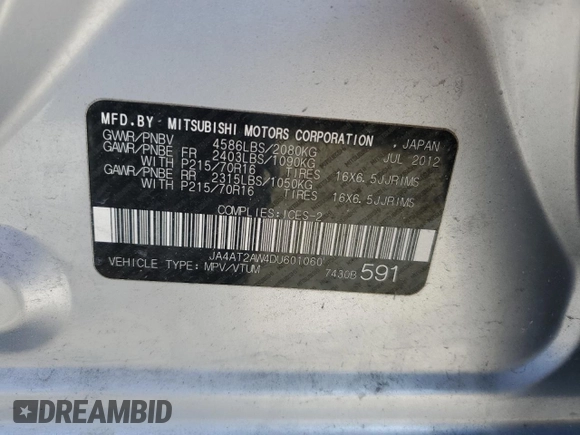 MFD.BY MITSUBISHI MOTORS CORPORATION , JAPAN
GVWR/PNBV 4586LBS/2080KG JUL 2012
GAWR/PNBE FR 2403LBS/1090KG
WITH P215/70R16 TIRES 16X6.5JJRIMS
GAWR/PNBE RR 2315LBS/1050KG
WITH P215/70R16 TIRES 16X6.5JJRIMS
COMPLIES:ICES-2
JA4AT2AW4DU601060
VEHICLE TYPE: MPV/VTUM 7430B 591
DREAMBID